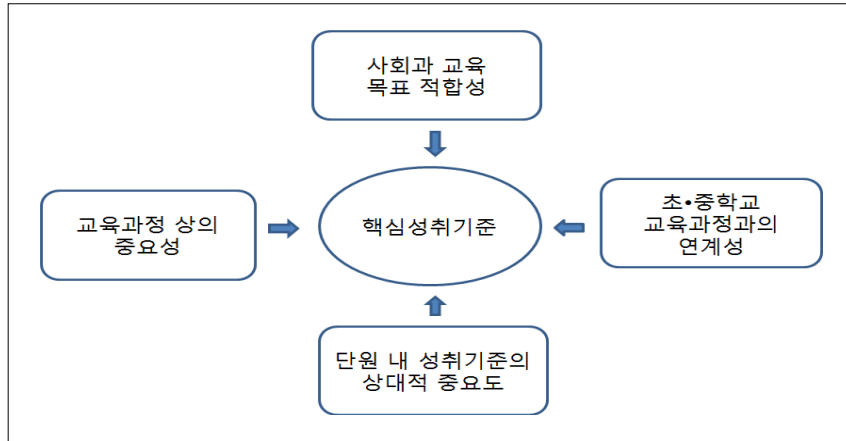 사회과 교육
목표 적합성
교육과정 상의
중요성
핵심성취기준
초•중학교
교육과정과의
연계성
단원 내 성취기준의
상대적 중요도